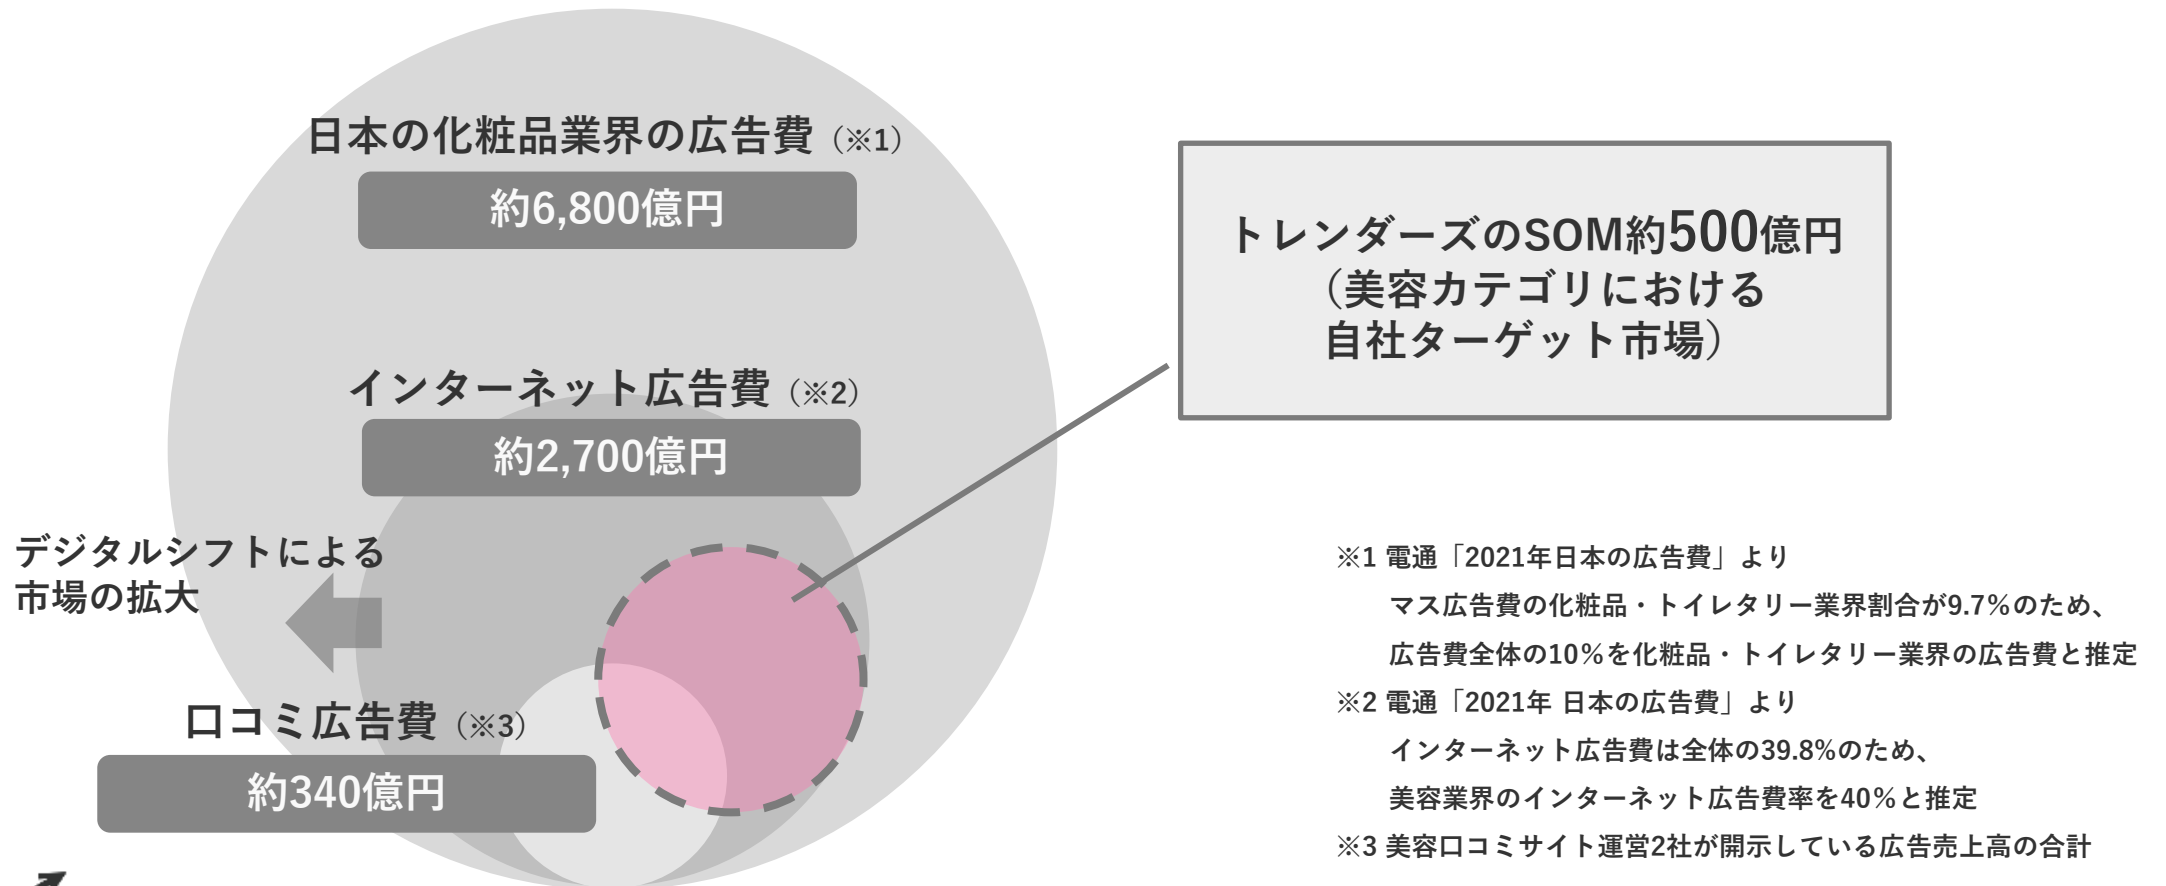 日本の化粧品業界の広告費（※1）
約6,800億円
インターネット広告費（※2）
約2,700億円
デジタルシフトによる
市場の拡大
口コミ広告費（※3）
約340億円
トレンダーズのSOM約500億円
（美容カテゴリにおける
自社ターゲット市場）
※1 電通「2021年日本の広告費」より
マス広告費の化粧品・トイレタリー業界割合が9.7％のため、
広告費全体の10％を化粧品・トイレタリー業界の広告費と推定
※2 電通「2021年 日本の広告費」より
インターネット広告費は全体の39.8%のため、
美容業界のインターネット広告費率を40％と推定
※3 美容口コミサイト運営2社が開示している広告売上高の合計